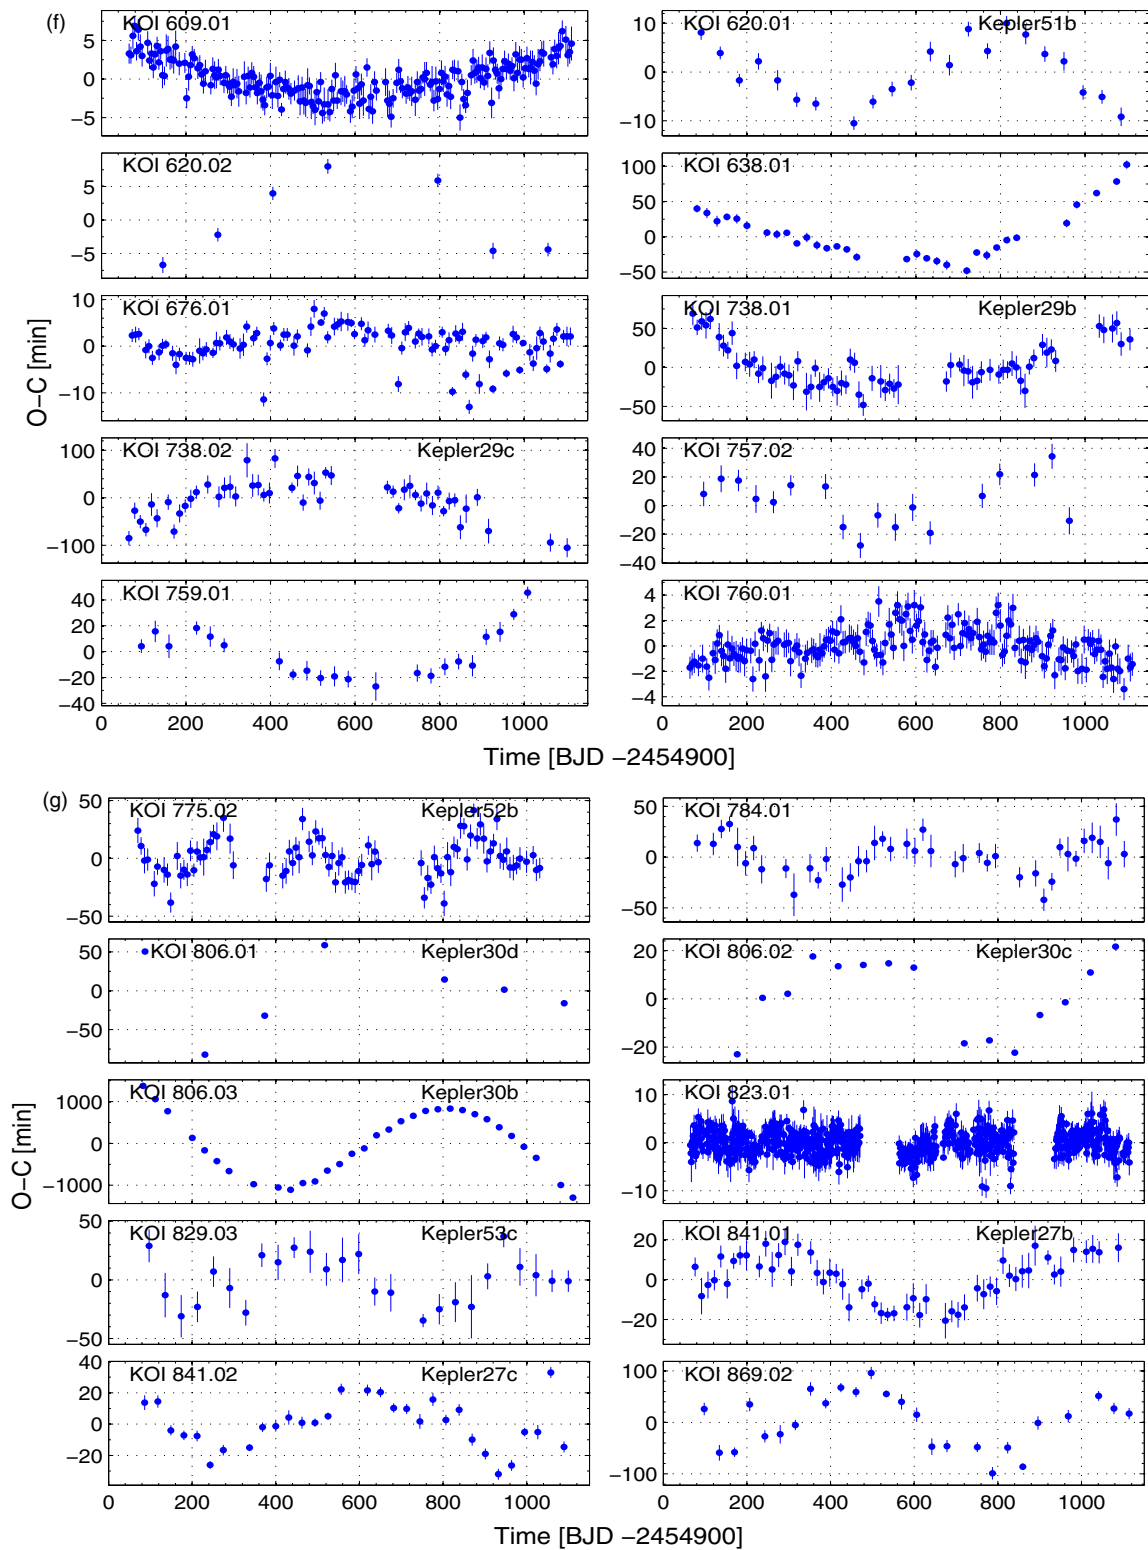 (f)
KOI 609.01
5
0
−5
KOI 620.01 Kepler51b
10
0
−10
KOI 620.02
5
0
−5
KOI 638.01
100
50
0
−50
KOI 676.01
10
0
−10
KOI 738.01 Kepler29b
50
0
−50
KOI 738.02 Kepler29c
100
0
−100
KOI 757.02
40
20
0
−20
−40
KOI 759.01
40
20
0
−20
−40
KOI 760.01
4
2
0
−2
−4
O−C [min]
0 200 400 600 800 1000
0 200 400 600 800 1000
Time [BJD −2454900]
(g)
KOI 775.02 Kepler52b
50
0
−50
KOI 784.01
50
0
−50
KOI 806.01 Kepler30d
50
0
−50
KOI 806.02 Kepler30c
20
0
−20
KOI 806.03 Kepler30b
1000
0
−1000
KOI 823.01
10
0
−10
KOI 829.03 Kepler53c
50
0
−50
KOI 841.01 Kepler27b
20
0
−20
KOI 841.02 Kepler27c
40
20
0
−20
KOI 869.02
100
0
−100
O−C [min]
0 200 400 600 800 1000
0 200 400 600 800 1000
Time [BJD −2454900]